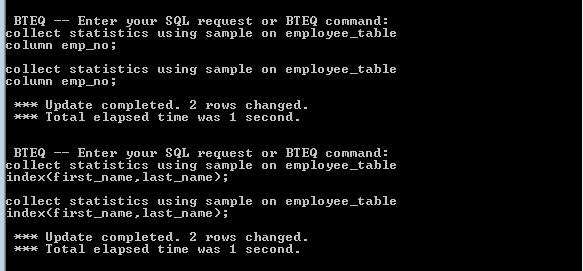 BTEQ -- Enter your SQL request or BTEQ command:
collect statistics using sample on employee_table
column emp_no;
collect statistics using sample on employee_table
column emp_no;
*** Update completed. 2 rows changed.
*** Total elapsed time was 1 second.
BTEQ -- Enter your SQL request or BTEQ command:
collect statistics using sample on employee_table
index(first_name,last_name);
collect statistics using sample on employee_table
index(first_name,last_name);
*** Update completed. 2 rows changed.
*** Total elapsed time was 1 second.